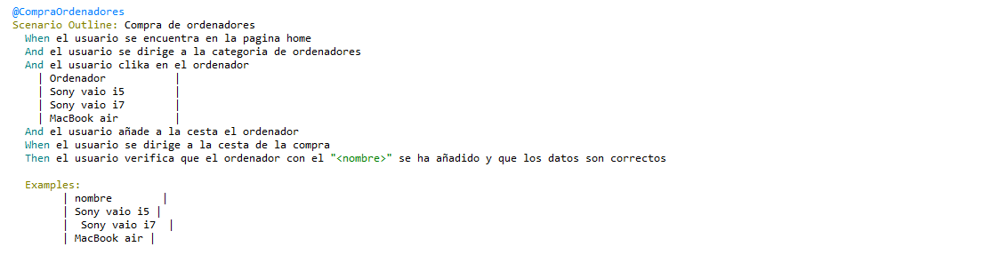 @CompraOrdenadores
Scenario Outline: Compra de ordenadores
When el usuario se encuentra en la pagina home
And el usuario se dirige a la categoria de ordenadores
And el usuario clika en el ordenador
| Ordenador |
| Sony vaio i5 |
| Sony vaio i7 |
| MacBook air |
And el usuario añade a la cesta el ordenador
When el usuario se dirige a la cesta de la compra
Then el usuario verifica que el ordenador con el "<nombre>" se ha añadido y que los datos son correctos
Examples:
| nombre |
| Sony vaio i5 |
| Sony vaio i7 |
| MacBook air |